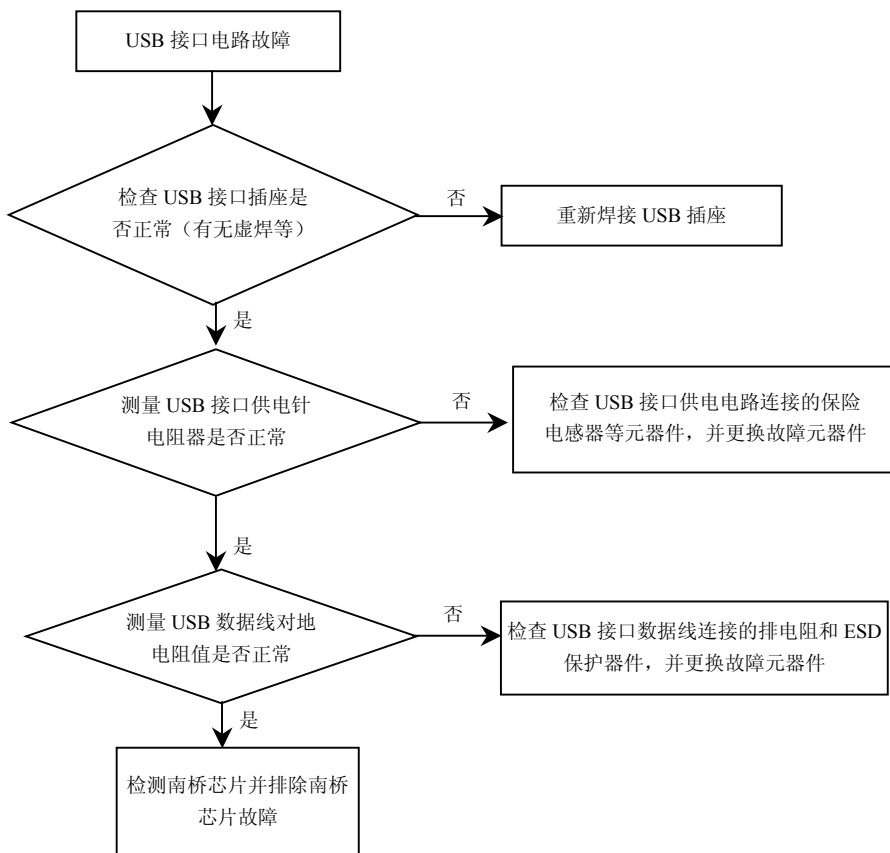 USB 接口电路故障
检查 USB 接口插座是
否正常（有无虚焊等）
否
重新焊接 USB 插座
是
测量 USB 接口供电针
电阻器是否正常
否
检查 USB 接口供电电路连接的保险
电感器等元器件，并更换故障元器件
是
测量 USB 数据线对地
电阻值是否正常
否
检查 USB 接口数据线连接的排电阻和 ESD
保护器件，并更换故障元器件
是
检测南桥芯片并排除南桥
芯片故障